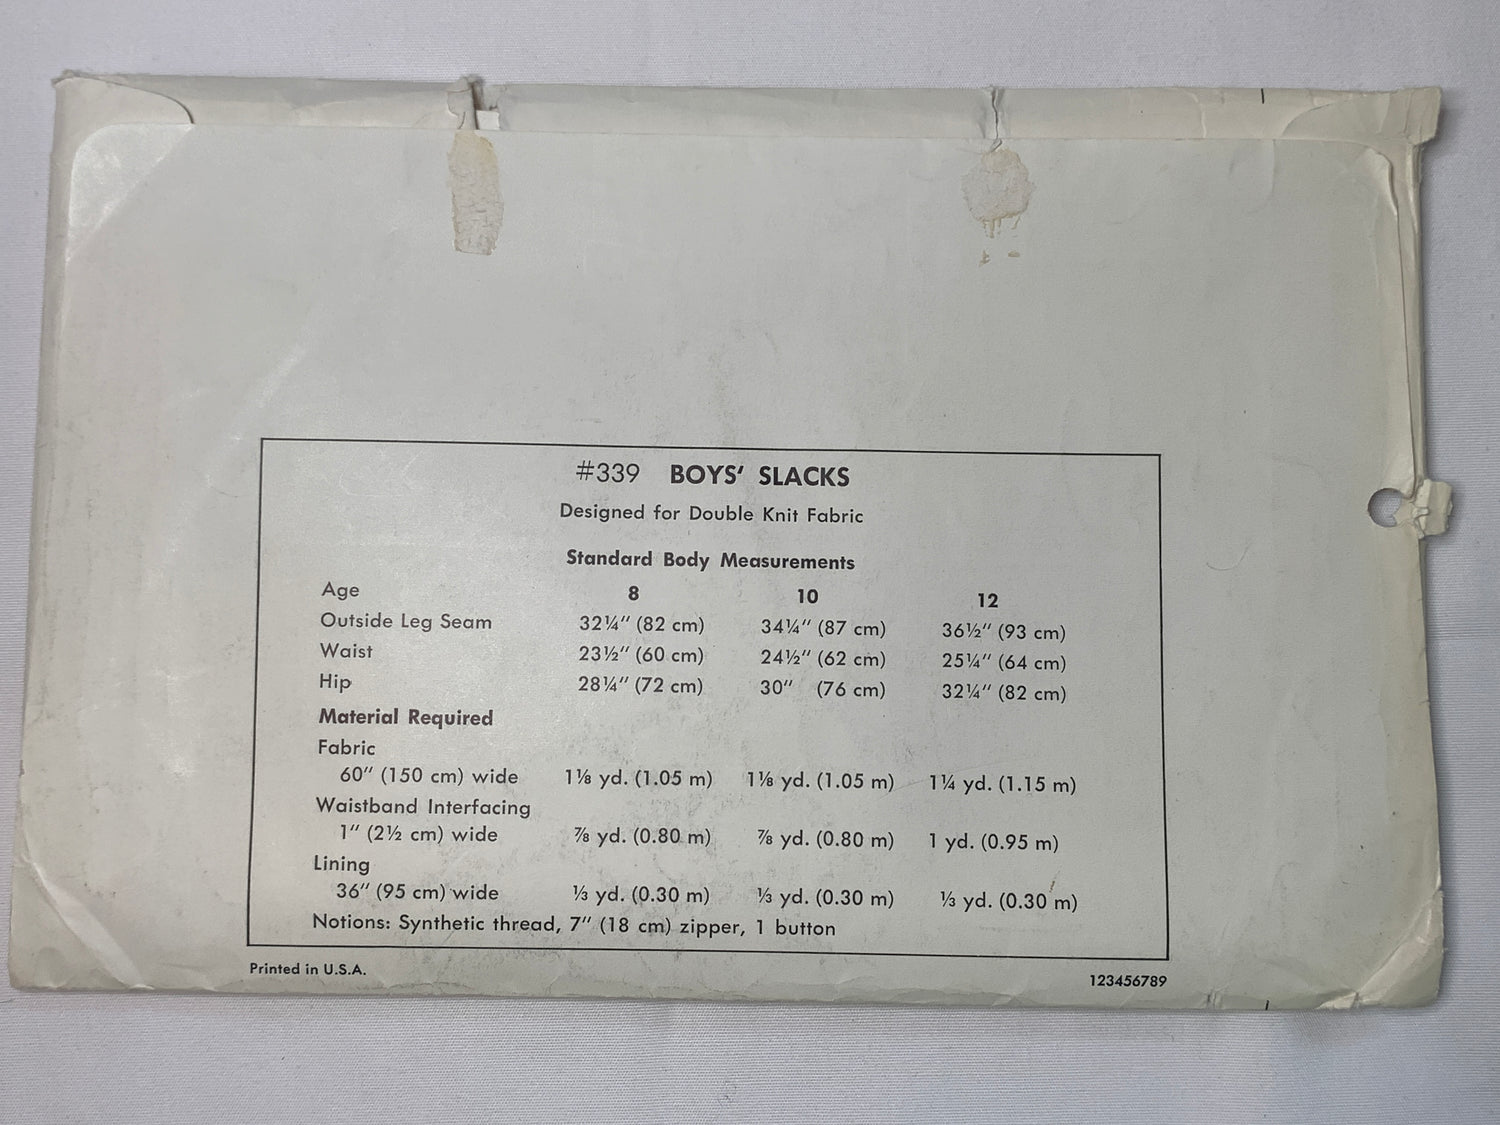 #339 BOYS' SLACKS
Designed for Double Knit Fabric
Standard Body Measurements
Age 8 10 12
Outside Leg Seam 32¼" (82 cm) 34¼" (87 cm) 36½" (93 cm)
Waist 23½" (60 cm) 24½" (62 cm) 25¼" (64 cm)
Hip 28¼" (72 cm) 30" (76 cm) 32¼" (82 cm)
Material Required
Fabric
60" (150 cm) wide 1⅛ yd. (1.05 m) 1⅛ yd. (1.05 m) 1¼ yd. (1.15 m)
Waistband Interfacing
1" (2½ cm) wide ⅞ yd. (0.80 m) ⅞ yd. (0.80 m) 1 yd. (0.95 m)
Lining
36" (95 cm) wide ⅓ yd. (0.30 m) ⅓ yd. (0.30 m) ⅓ yd. (0.30 m)
Notions: Synthetic thread, 7" (18 cm) zipper, 1 button
Printed in U.S.A. 123456789